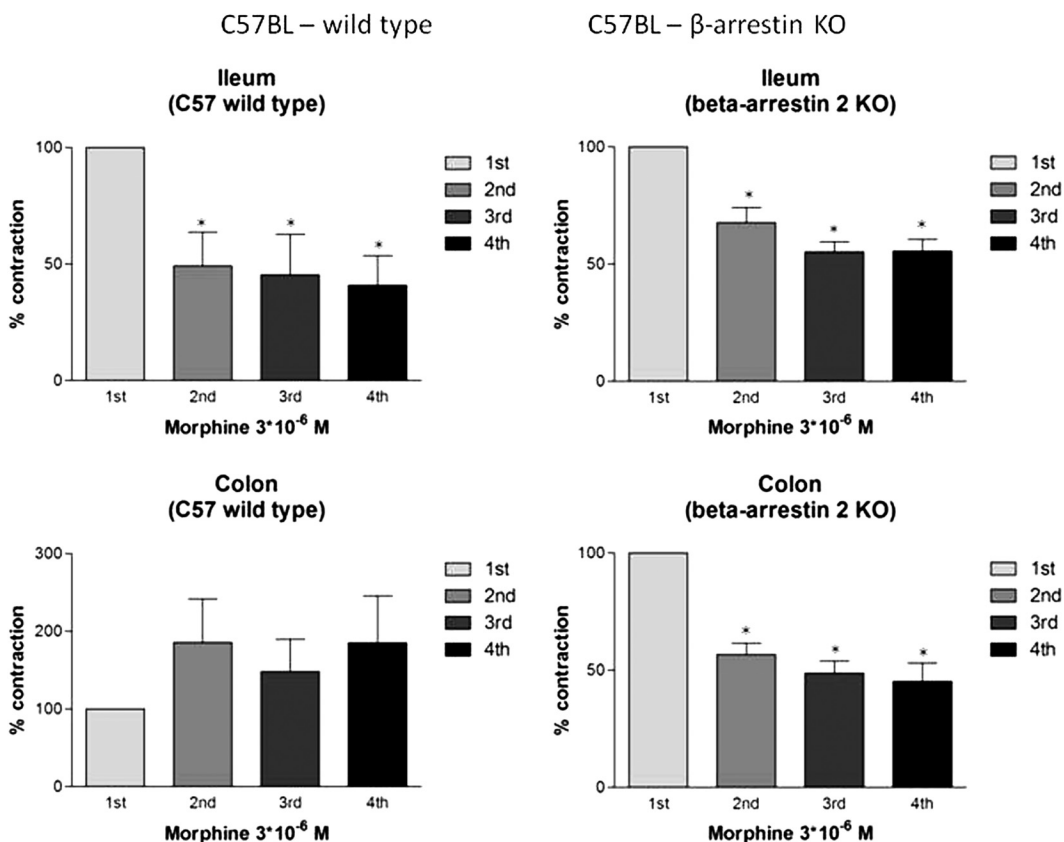 C57BL – wild type
C57BL – β-arrestin KO
Ileum
(C57 wild type)
% contraction
100
50
0
1st
2nd
3rd
4th
*
*
*
1st 2nd 3rd 4th
Morphine 3*10⁻⁶ M
Ileum
(beta-arrestin 2 KO)
% contraction
100
50
0
1st
2nd
3rd
4th
*
*
*
1st 2nd 3rd 4th
Morphine 3*10⁻⁶ M
Colon
(C57 wild type)
% contraction
300
200
100
0
1st
2nd
3rd
4th
1st 2nd 3rd 4th
Morphine 3*10⁻⁶ M
Colon
(beta-arrestin 2 KO)
% contraction
100
50
0
1st
2nd
3rd
4th
*
*
*
1st 2nd 3rd 4th
Morphine 3*10⁻⁶ M